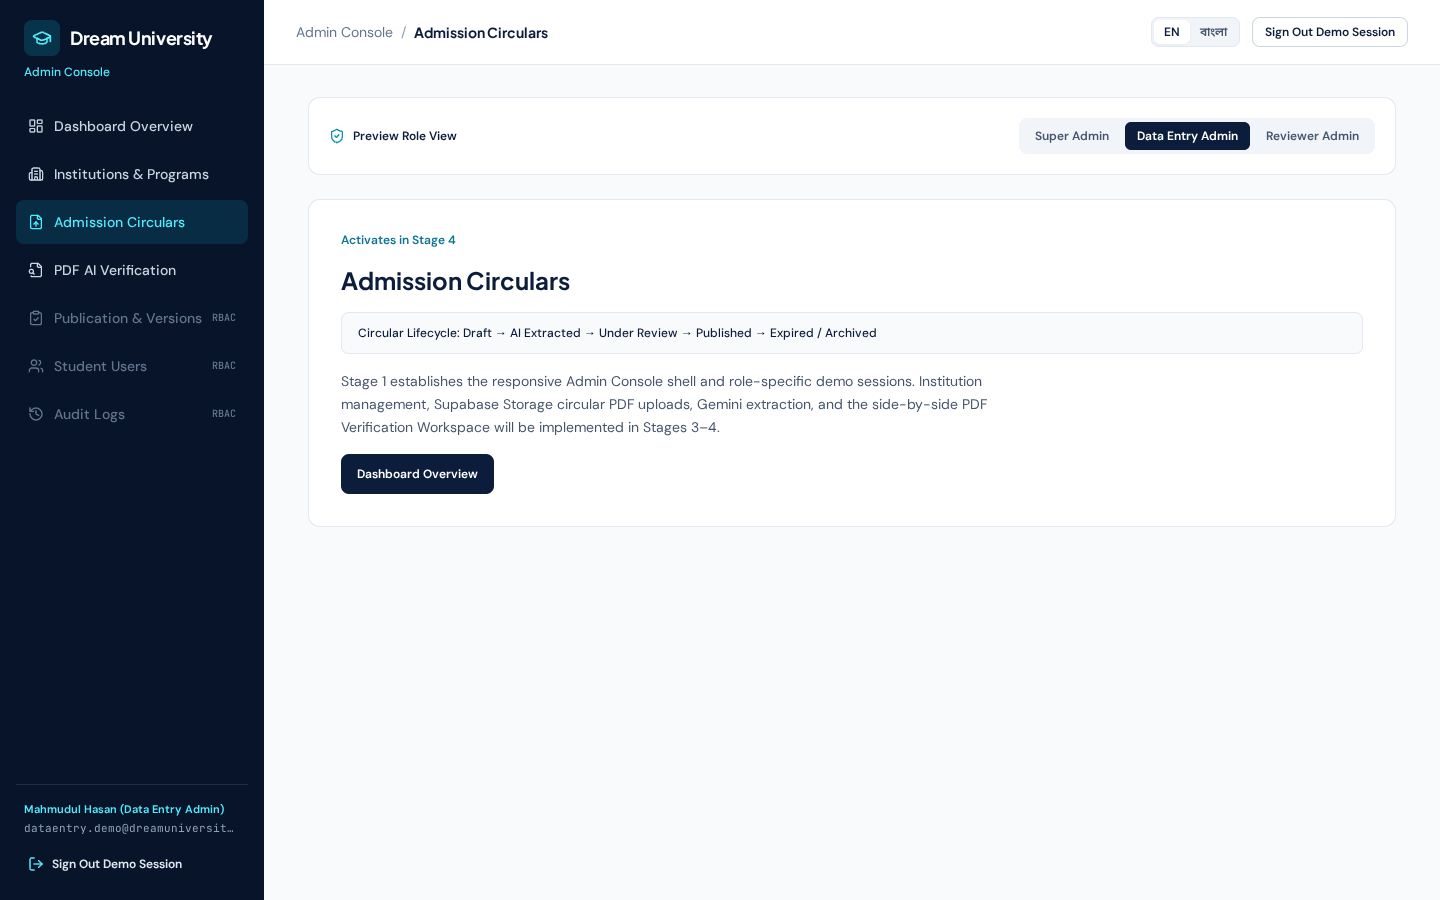 Dream University
Admin Console
Dashboard Overview
Institutions & Programs
Admission Circulars
PDF AI Verification
Publication & Versions RBAC
Student Users RBAC
Audit Logs RBAC
Mahmudul Hasan (Data Entry Admin)
dataentry.demo@dreamuniversit…
Sign Out Demo Session
Admin Console / Admission Circulars
EN বাংলা Sign Out Demo Session
Preview Role View
Super Admin Data Entry Admin Reviewer Admin
Activates in Stage 4
Admission Circulars
Circular Lifecycle: Draft → AI Extracted → Under Review → Published → Expired / Archived
Stage 1 establishes the responsive Admin Console shell and role-specific demo sessions. Institution
management, Supabase Storage circular PDF uploads, Gemini extraction, and the side-by-side PDF
Verification Workspace will be implemented in Stages 3–4.
Dashboard Overview